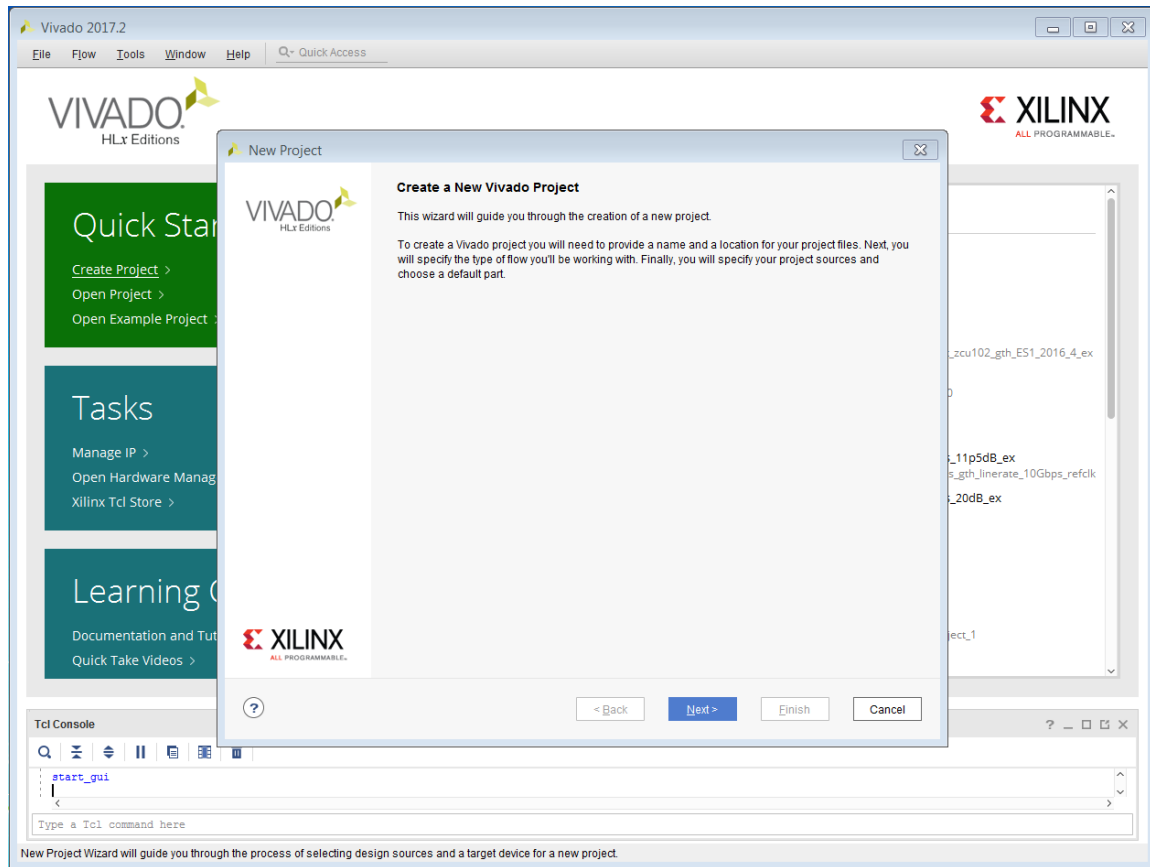 Vivado 2017.2
File Flow Tools Window Help Quick Access
VIVADO.
HLx Editions
XILINX
ALL PROGRAMMABLE.
New Project
VIVADO.
HLx Editions
Create a New Vivado Project
This wizard will guide you through the creation of a new project.
To create a Vivado project you will need to provide a name and a location for your project files. Next, you
will specify the type of flow you'll be working with. Finally, you will specify your project sources and
choose a default part.
XILINX
ALL PROGRAMMABLE.
? < Back Next > Finish Cancel
Quick Star
Create Project >
Open Project >
Open Example Project >
Tasks
Manage IP >
Open Hardware Manag
Xilinx Tcl Store >
Learning
Documentation and Tut
Quick Take Videos >
_zcu102_gth_ES1_2016_4_ex
s_11p5dB_ex
s_gth_linerate_10Gbps_refclk
s_20dB_ex
ject_1
Tcl Console
start_gui
Type a Tcl command here
New Project Wizard will guide you through the process of selecting design sources and a target device for a new project.